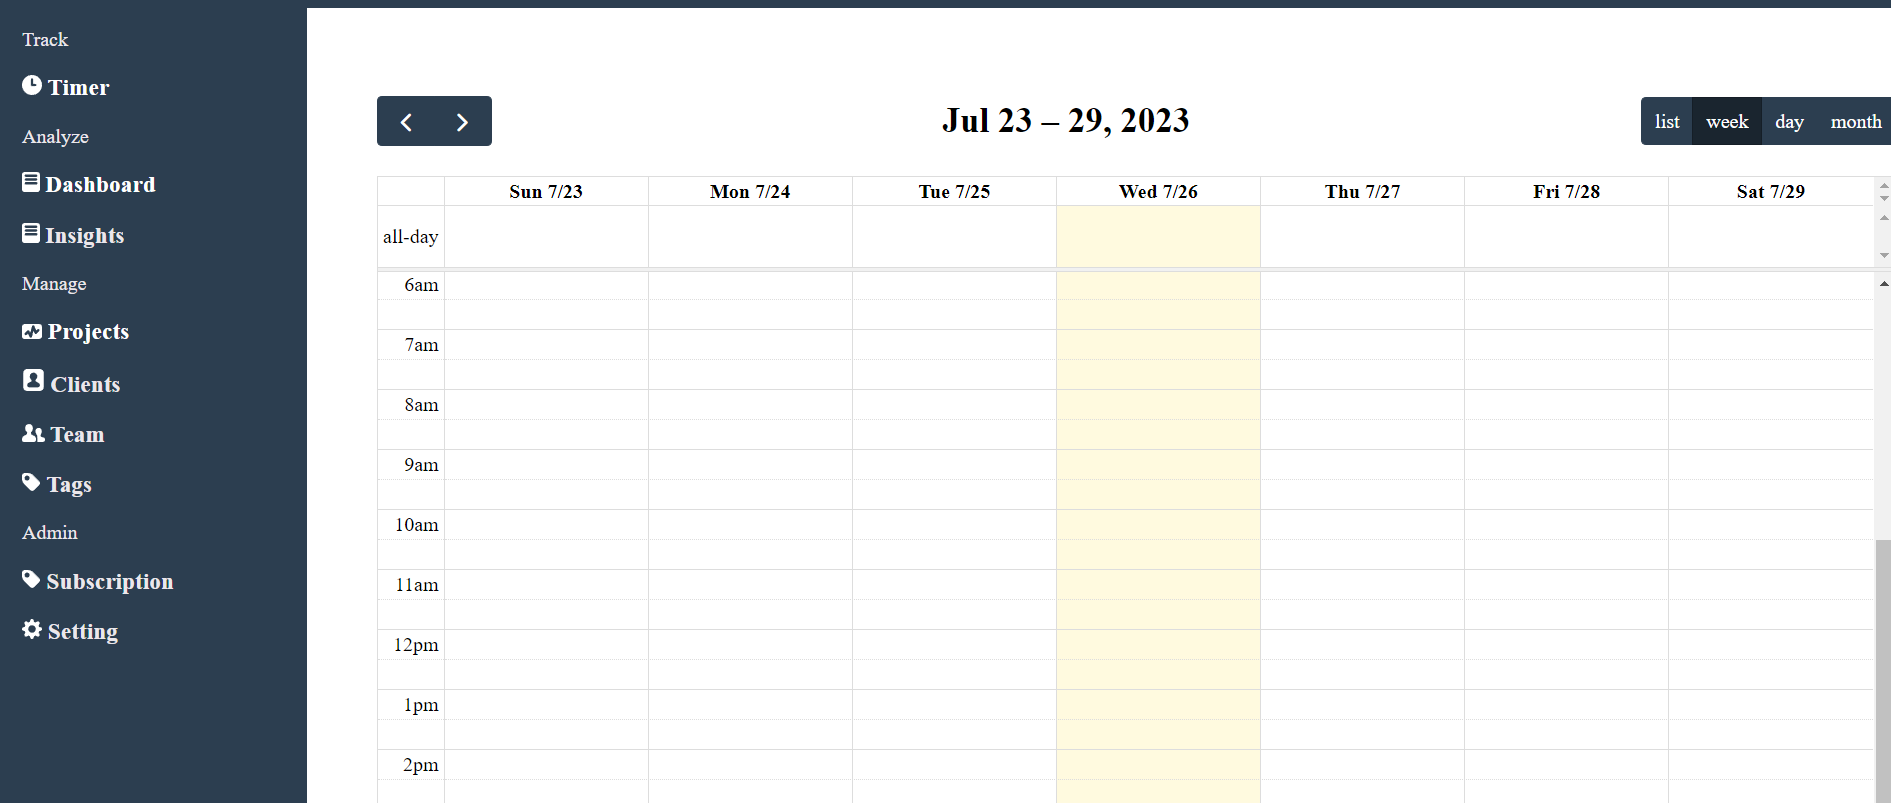 Track
Timer
Analyze
Dashboard
Insights
Manage
Projects
Clients
Team
Tags
Admin
Subscription
Setting
Jul 23 – 29, 2023
list week day month
Sun 7/23 Mon 7/24 Tue 7/25 Wed 7/26 Thu 7/27 Fri 7/28 Sat 7/29
all-day
6am
7am
8am
9am
10am
11am
12pm
1pm
2pm